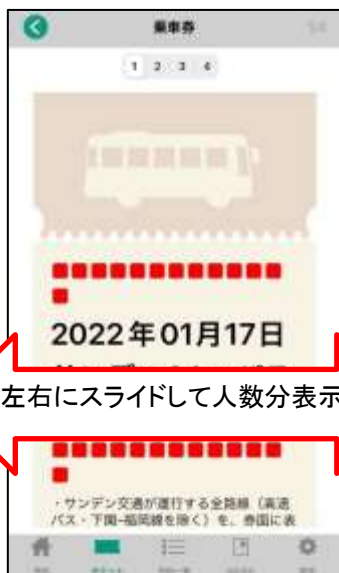 乗車券
1 2 3 4
2022年01月17日
左右にスライドして人数分表示
・サンデン交通が運行する全路線（高速
バス・下関-福岡線を除く）を、券面に表